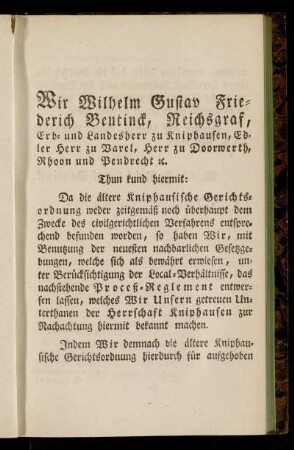 Wir Wilhelm Gustav Frie-
derich Bentinck, Reichsgraf,
Erb- und Landesherr zu Kniphausen, Ed-
ler Herr zu Varel, Herr zu Doorwerth,
Rhoon und Pendrecht ꝛc.
Thun kund hiermit:
Da die ältere Kniphausische Gerichts-
ordnung weder zeitgemäß noch überhaupt dem
Zwecke des civilgerichtlichen Verfahrens entspre-
chend befunden worden, so haben Wir, mit
Benutzung der neuesten nachbarlichen Gesetzge-
bungen, welche sich als bewährt erwiesen, un-
ter Berücksichtigung der Local-Verhältnisse, das
nachstehende Proceß-Reglement entwer-
fen lassen, welches Wir Unsern getreuen Un-
terthanen der Herrschaft Kniphausen zur
Nachachtung hiermit bekannt machen.
Indem Wir demnach die ältere Kniphau-
sische Gerichtsordnung hierdurch für aufgehoben